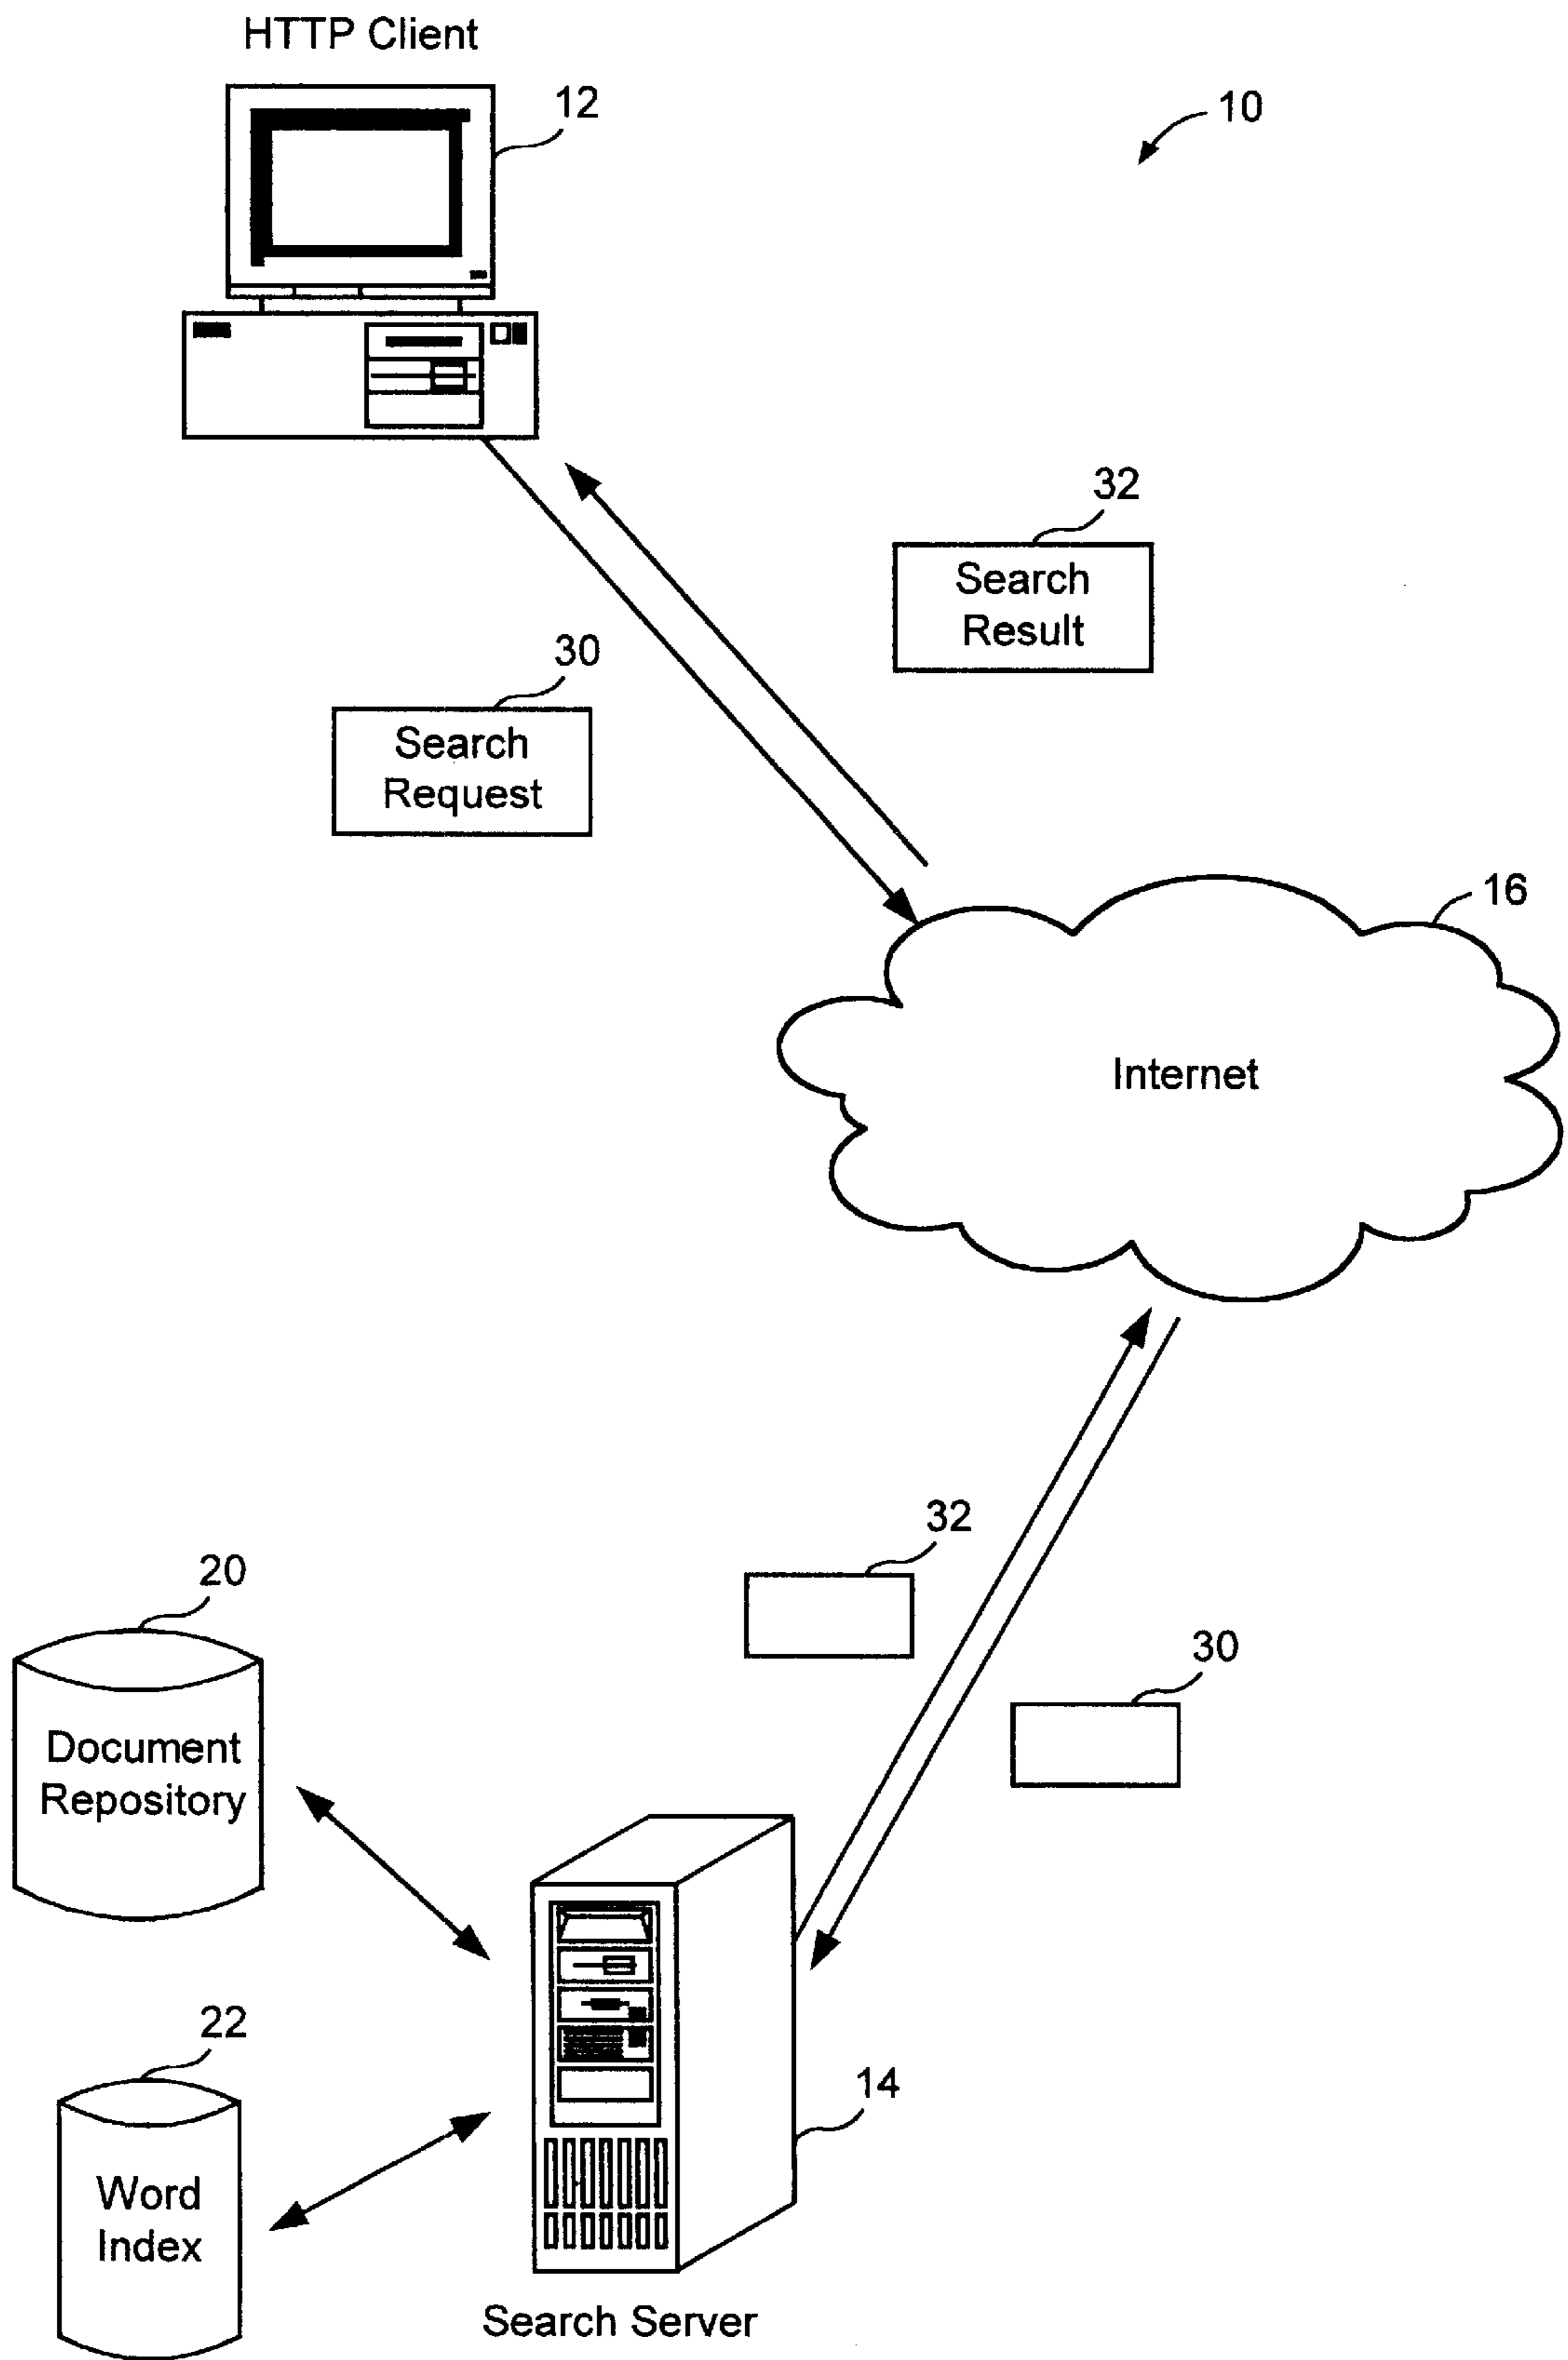 HTTP Client
12
10
32
Search
Result
30
Search
Request
16
Internet
32
20
30
Document
Repository
22
14
Word
Index
Search Server